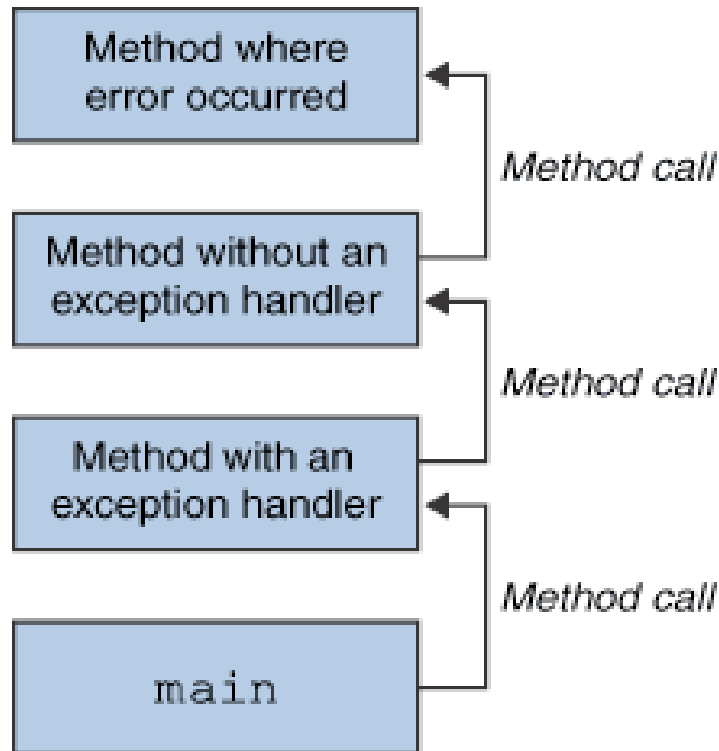 Method where
error occurred
Method call
Method without an
exception handler
Method call
Method with an
exception handler
Method call
main